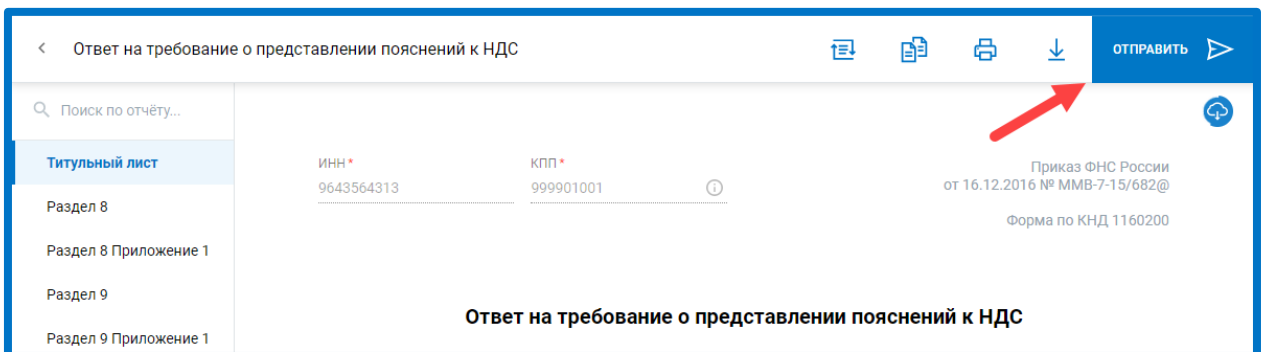 Ответ на требование о представлении пояснений к НДС
ОТПРАВИТЬ
Поиск по отчёту...
Титульный лист
Раздел 8
Раздел 8 Приложение 1
Раздел 9
Раздел 9 Приложение 1
ИНН *
КПП *
9643564313
999901001
Приказ ФНС России
от 16.12.2016 № ММВ-7-15/682@
Форма по КНД 1160200
Ответ на требование о представлении пояснений к НДС